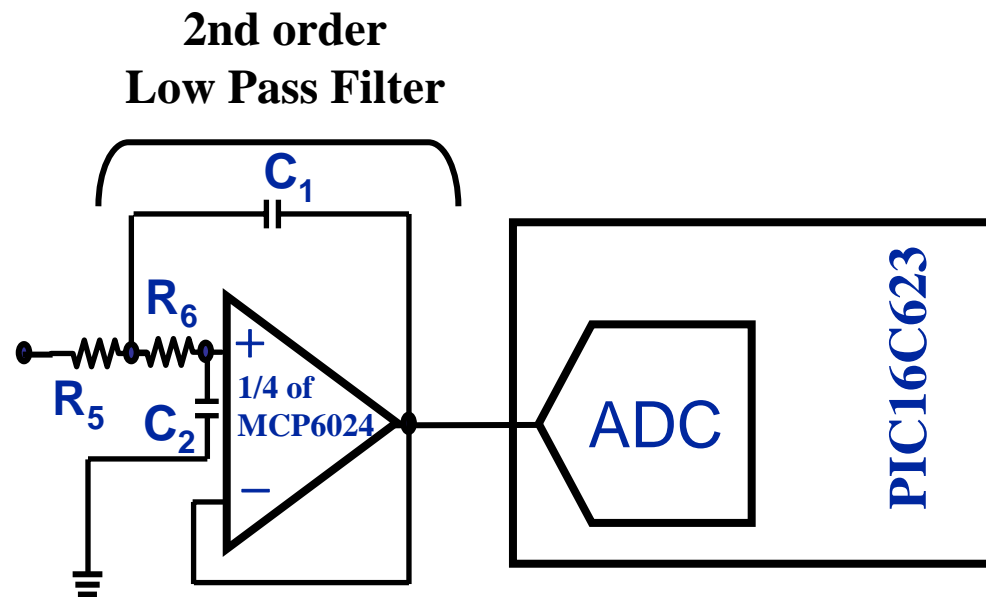 2nd order
Low Pass Filter
C1
R6
R5
C2
+
1/4 of
MCP6024
–
ADC
PIC16C623